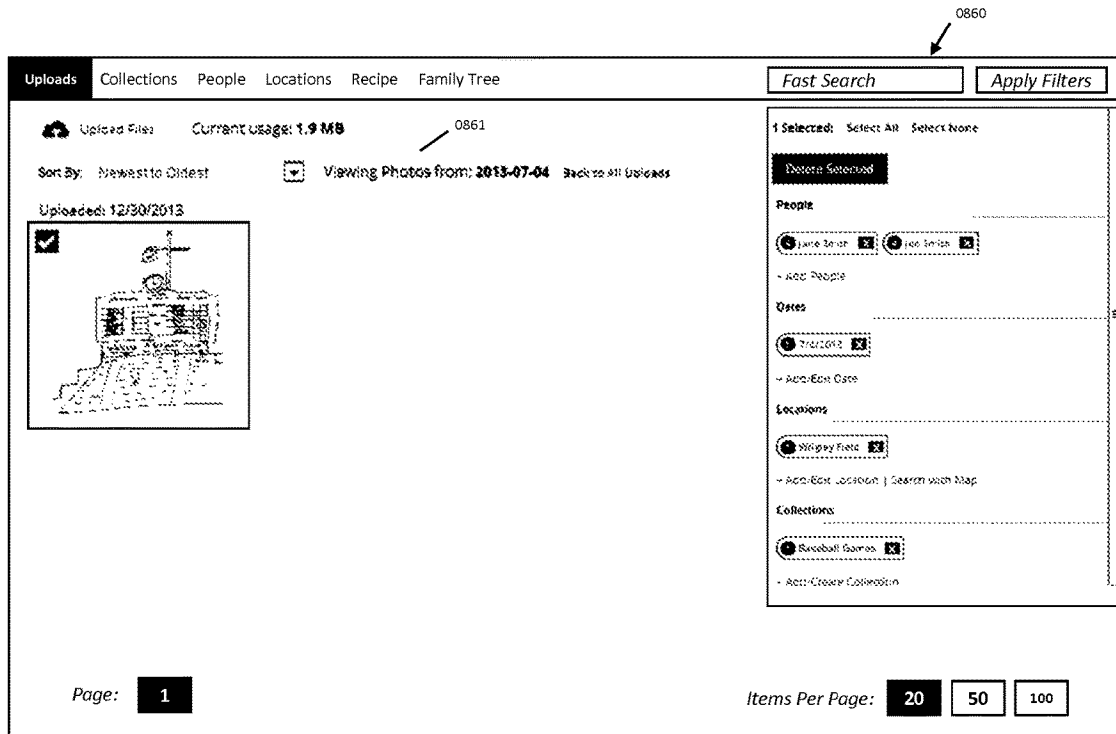 0860
Uploads Collections People Locations Recipe Family Tree Fast Search Apply Filters
Upload Files Current usage: 1.9 MB
0861
Sort By: Newest to Oldest Viewing Photos from: 2013-07-04 Back to All Uploads
Uploaded: 12/30/2013
1 Selected: Select All Select None
Delete Selected
People
Jane Smith Joe Smith
+ Add People
Dates
+ Add/Edit Date
Locations
Wrigley Field
+ Add/Edit Location | Search with Map
Collections
Baseball Games
+ Add/Create Collection
Page: 1
Items Per Page: 20 50 100